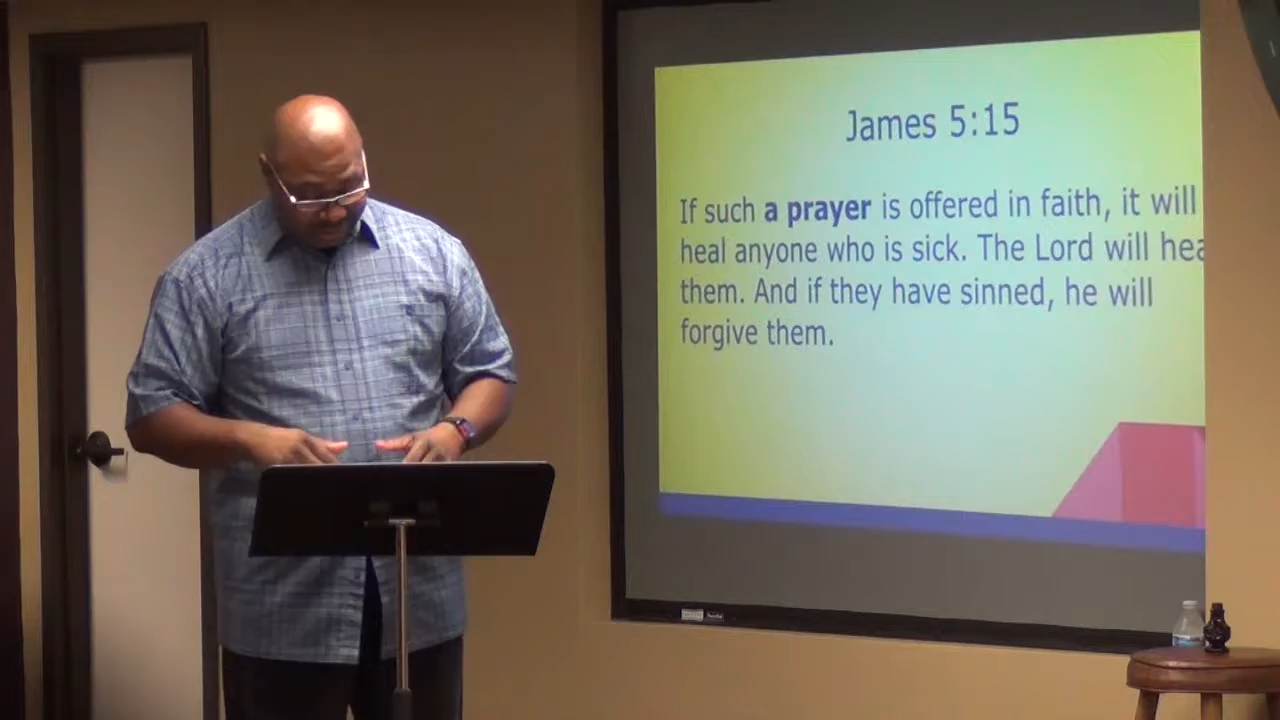 James 5:15
If such a prayer is offered in faith, it will
heal anyone who is sick. The Lord will hea
them. And if they have sinned, he will
forgive them.